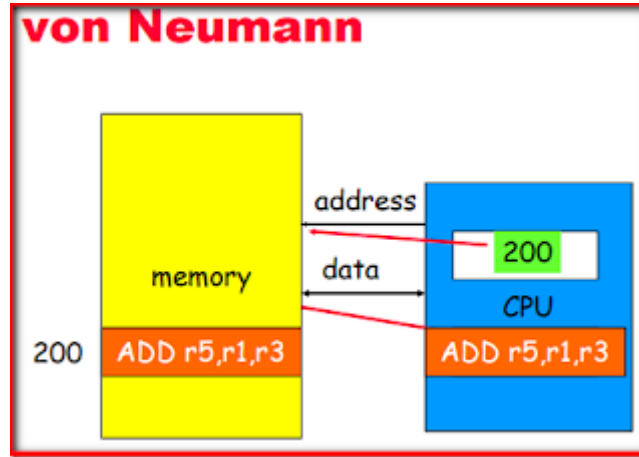 von Neumann
address
200
data
memory
CPU
200
ADD r5,r1,r3
ADD r5,r1,r3